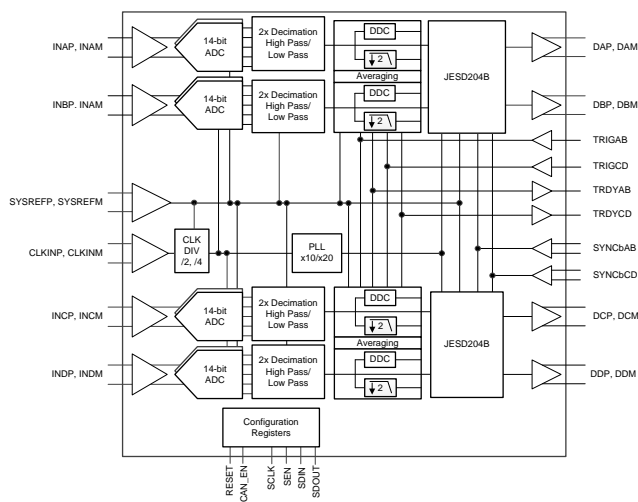 INAP, INAM
14-bit
ADC
2x Decimation
High Pass/
Low Pass
DDC
2
Averaging
JESD204B
DAP, DAM
INBP. INAM
14-bit
ADC
2x Decimation
High Pass/
Low Pass
DDC
2
DBP, DBM
TRIGAB
TRIGCD
TRDYAB
TRDYCD
SYSREFP, SYSREFM
CLKINP, CLKINM
CLK
DIV
/2, /4
PLL
x10/x20
SYNCbAB
SYNCbCD
INCP, INCM
14-bit
ADC
2x Decimation
High Pass/
Low Pass
DDC
2
Averaging
JESD204B
DCP, DCM
INDP, INDM
14-bit
ADC
2x Decimation
High Pass/
Low Pass
DDC
2
DDP, DDM
Configuration
Registers
RESET
CAN_EN
SCLK
SEN
SDIN
SDOUT